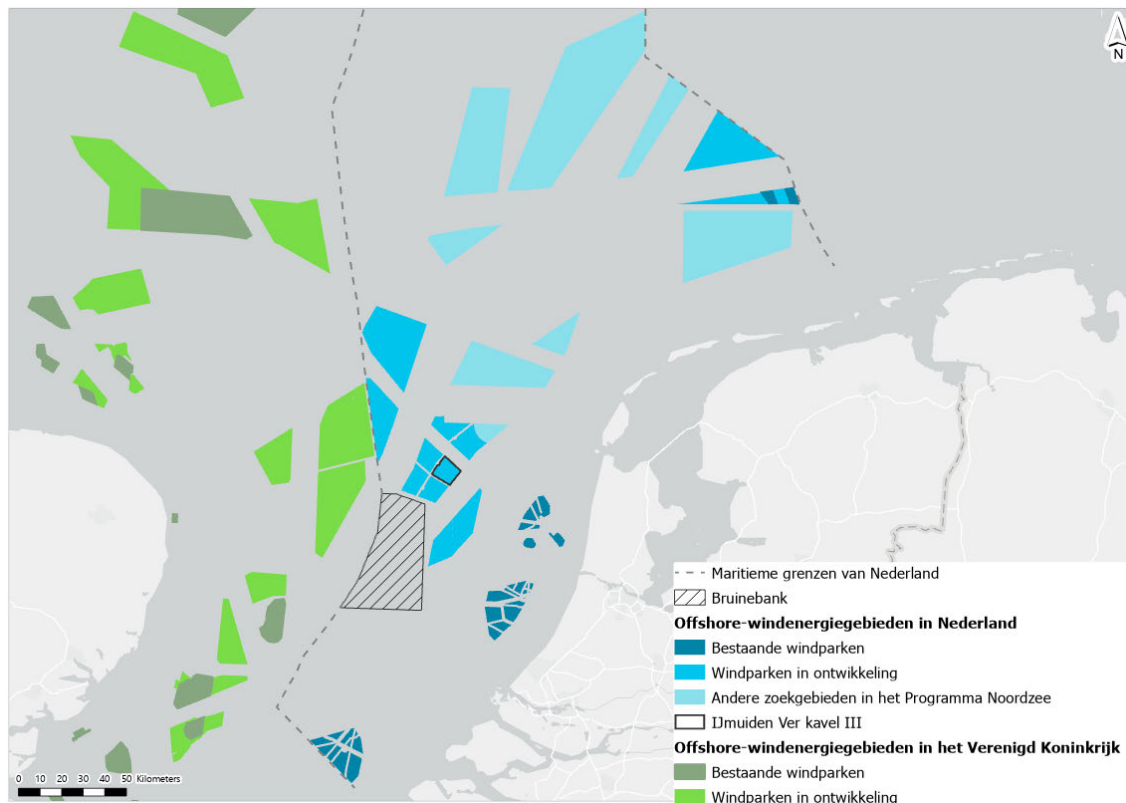 N
Maritieme grenzen van Nederland
Bruinebank
Offshore-windenergiegebieden in Nederland
Bestaande windparken
Windparken in ontwikkeling
Andere zoekgebieden in het Programma Noordzee
IJmuiden Ver kavel III
Offshore-windenergiegebieden in het Verenigd Koninkrijk
Bestaande windparken
Windparken in ontwikkeling
0 10 20 30 40 50 Kilometers